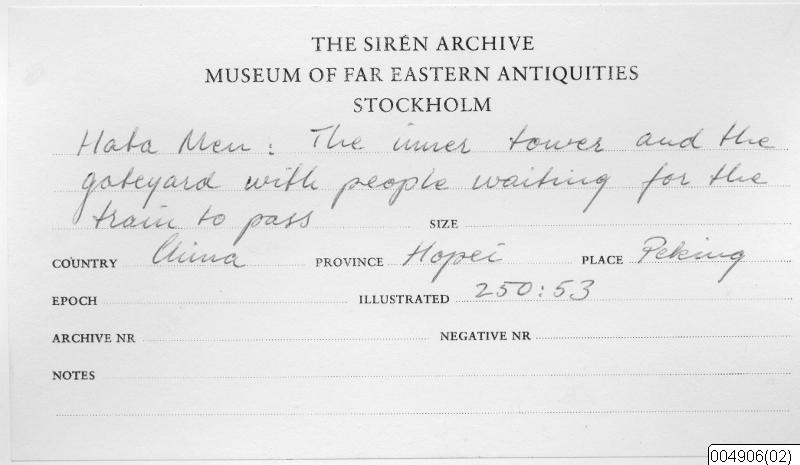 THE SIRÉN ARCHIVE
MUSEUM OF FAR EASTERN ANTIQUITIES
STOCKHOLM
Hata Men : The inner tower and the
gateyard with people waiting for the
train to pass SIZE
COUNTRY China PROVINCE Hopei PLACE Peking
EPOCH ILLUSTRATED 250:53
ARCHIVE NR NEGATIVE NR
NOTES
004906(02)